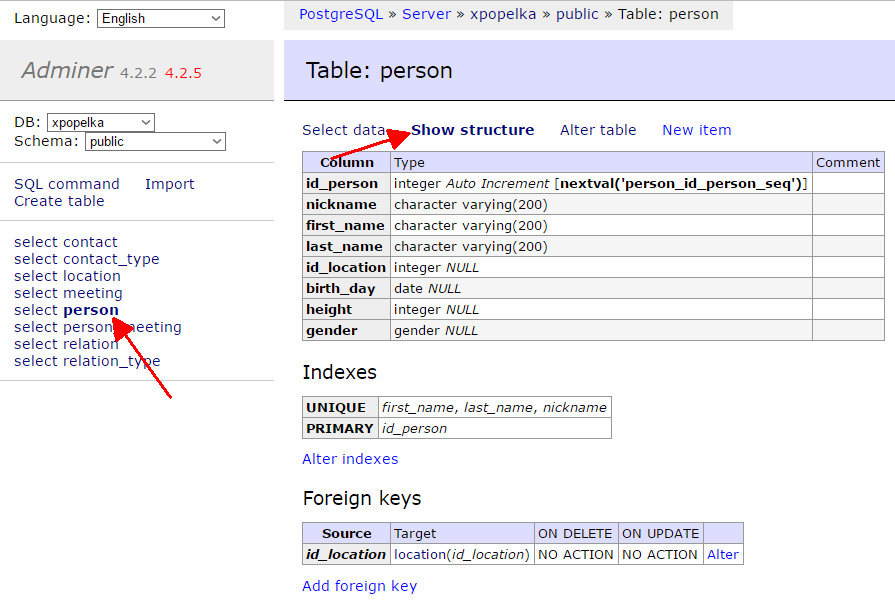 Language: English
Adminer 4.2.2 4.2.5
DB: xpopelka
Schema: public
SQL command Import
Create table
select contact
select contact_type
select location
select meeting
select person
select person_meeting
select relation
select relation_type
PostgreSQL » Server » xpopelka » public » Table: person
Table: person
Select data Show structure Alter table New item
Column Type Comment
id_person integer Auto Increment [nextval('person_id_person_seq')]
nickname character varying(200)
first_name character varying(200)
last_name character varying(200)
id_location integer NULL
birth_day date NULL
height integer NULL
gender gender NULL
Indexes
UNIQUE first_name, last_name, nickname
PRIMARY id_person
Alter indexes
Foreign keys
Source Target ON DELETE ON UPDATE
id_location location(id_location) NO ACTION NO ACTION Alter
Add foreign key